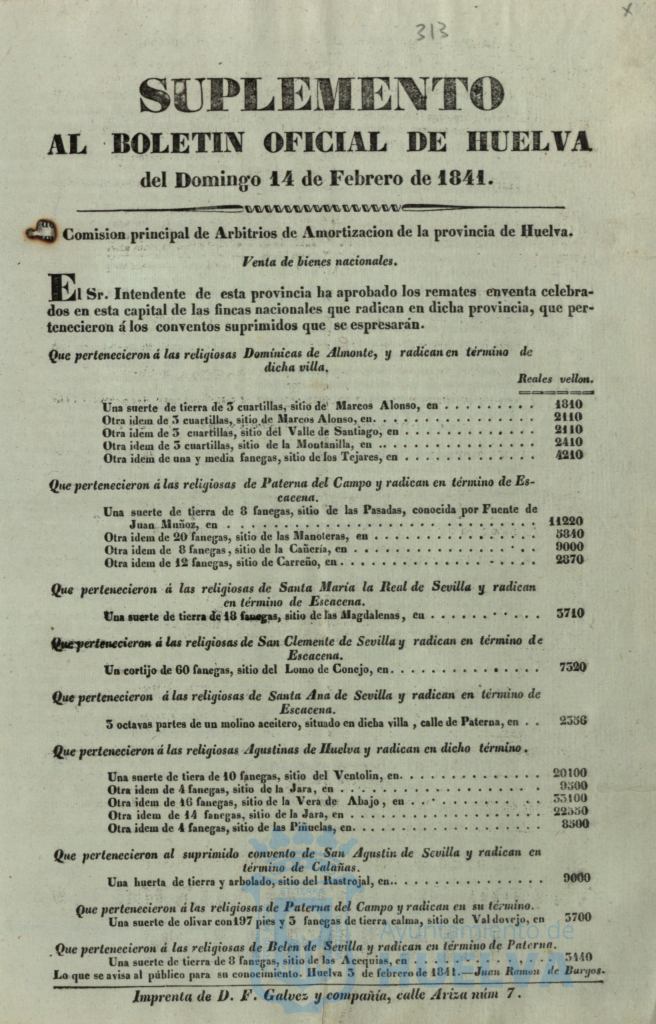 313
x
SUPLEMENTO
AL BOLETIN OFICIAL DE HUELVA
del Domingo 14 de Febrero de 1841.
Comision principal de Arbitrios de Amortizacion de la provincia de Huelva.
Venta de bienes nacionales.
El Sr. Intendente de esta provincia ha aprobado los remates enventa celebra-
dos en esta capital de las fincas nacionales que radican en dicha provincia, que per-
tenecieron á los conventos suprimidos que se espresarán.
Que pertenecieron á las religiosas Domínicas de Almonte, y radican en término de
dicha villa.
Reales vellon.
Una suerte de tierra de 3 cuartillas, sitio de Marcos Alonso, en . . . . . . . . . 1810
Otra idem de 3 cuartillas, sitio de Marcos Alonso, en. . . . . . . . . . . . . . . 2110
Otra idem de 3 cuartillas, sitio del Valle de Santiago, en . . . . . . . . . . . . 2110
Otra idem de 3 cuartillas, sitio de la Montanilla, en . . . . . . . . . . . . . . 2410
Otra idem de una y media fanegas, sitio de los Tejares, en . . . . . . . . . . . . 4210
Que pertenecieron á las religiosas de Paterna del Campo y radican en término de Es-
cacena.
Una suerte de tierra de 8 fanegas, sitio de las Pasadas, conocida por Fuente de
Juan Muñoz, en . . . . . . . . . . . . . . . . . . . . . . . . 11220
Otra idem de 20 fanegas, sitio de las Manoteras, en . . . . . . . . . . . . . . . 5840
Otra idem de 8 fanegas, sitio de la Cañería, en . . . . . . . . . . . . . . . . . 9000
Otra idem de 12 fanegas, sitio de Carreño, en. . . . . . . . . . . . . . . . . . 2870
Que pertenecieron á las religiosas de Santa María la Real de Sevilla y radican
en término de Escacena.
Una suerte de tierra de 18 fanegas, sitio de las Magdalenas, en . . . . . . . . . 3710
Que pertenecieron á las religiosas de San Clemente de Sevilla y radican en término de
Escacena.
Un cortijo de 60 fanegas, sitio del Lomo de Conejo, en. . . . . . . . . . . . . . 7320
Que pertenecieron á las religiosas de Santa Ana de Sevilla y radican en término de
Escacena.
3 octavas partes de un molino aceitero, situado en dicha villa, calle de Paterna, en . . 2356
Que pertenecieron á las religiosas Agustinas de Huelva y radican en dicho término.
Una suerte de tiera de 10 fanegas, sitio del Ventolin, en. . . . . . . . . . . . . 20100
Otra idem de 4 fanegas, sitio de la Jara, en . . . . . . . . . . . . . . . . . . 9500
Otra idem de 16 fanegas, sitio de la Vera de Abajo, en . . . . . . . . . . . . . 33100
Otra idem de 14 fanegas, sitio de la Jara, en . . . . . . . . . . . . . . . . . . 22550
Otra idem de 4 fanegas, sitio de las Piñuelas, en. . . . . . . . . . . . . . . . . 8500
Que pertenecieron al suprimido convento de San Agustin de Sevilla y radican en
término de Calañas.
Una huerta de tierra y arbolado, sitio del Rastrojal, en.. . . . . . . . . . . . . 9000
Que pertenecieron á las religiosas de Paterna del Campo y radican en su término.
Una suerte de olivar con197 pies y 3 fanegas de tierra calma, sitio de Valdovejo, en 3700
Que pertenecieron á las religiosas de Belen de Sevilla y radican en término de Paterna.
Una suerte de tierra de 8 fanegas, sitio de las Acequias, en . . . . . . . . . . . 3440
Lo que se avisa al público para su conocimiento. Huelva 3 de febrero de 1841.—Juan Ramon de Burgos.
Imprenta de D. F. Galvez y compañía, calle Ariza núm 7.
Ayuntamiento de
HUELVA